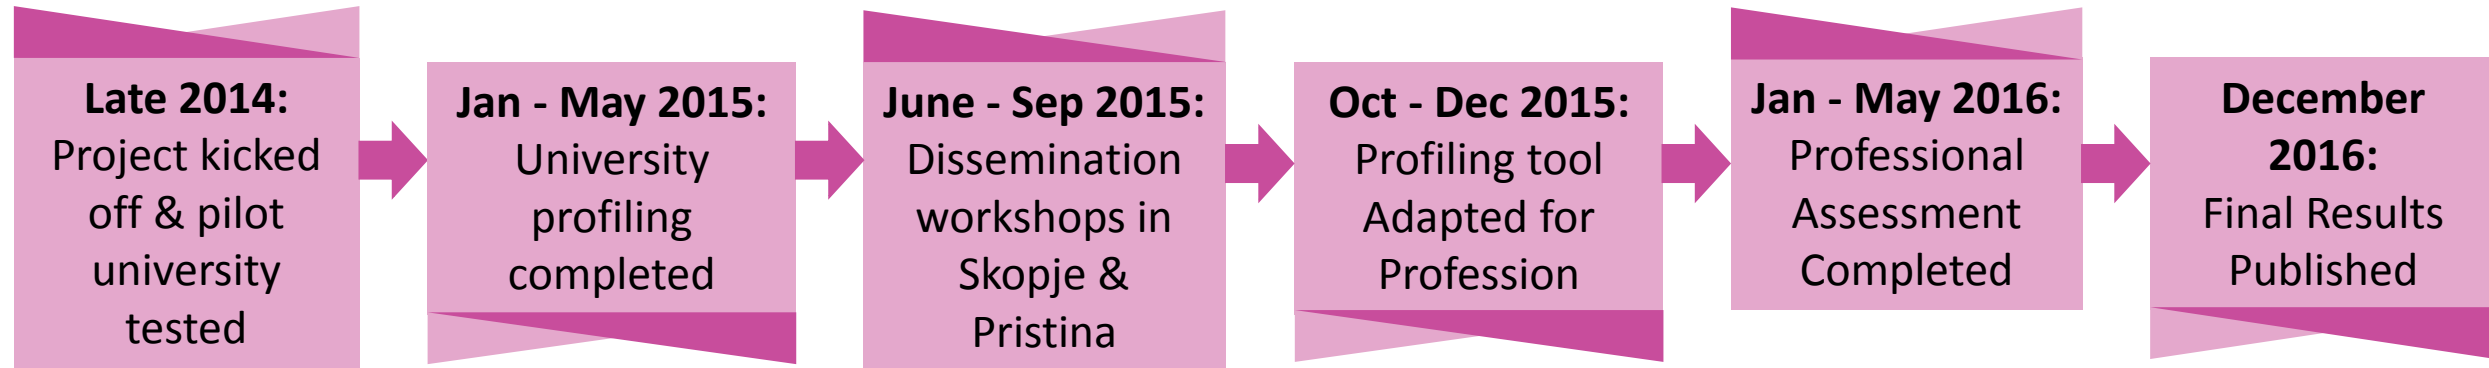 Late 2014:
Project kicked
off & pilot
university
tested
Jan - May 2015:
University
profiling
completed
June - Sep 2015:
Dissemination
workshops in
Skopje &
Pristina
Oct - Dec 2015:
Profiling tool
Adapted for
Profession
Jan - May 2016:
Professional
Assessment
Completed
December
2016:
Final Results
Published